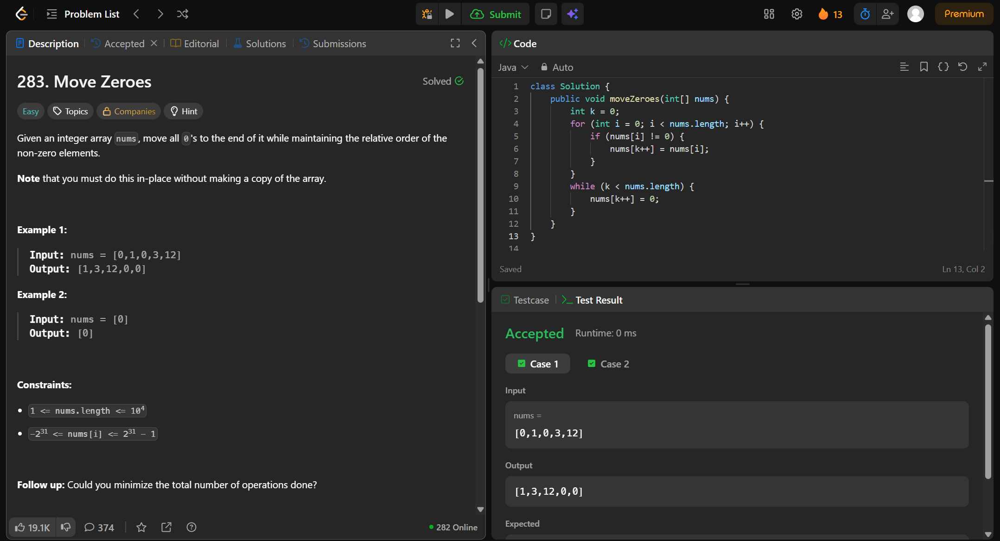 Problem List
Submit
13
Premium
Description
Accepted
Editorial
Solutions
Submissions
283. Move Zeroes
Solved
Easy
Topics
Companies
Hint
Given an integer array nums, move all 0's to the end of it while maintaining the relative order of the
non-zero elements.
Note that you must do this in-place without making a copy of the array.
Example 1:
Input: nums = [0,1,0,3,12]
Output: [1,3,12,0,0]
Example 2:
Input: nums = [0]
Output: [0]
Constraints:
1 <= nums.length <= 10⁴
-2³¹ <= nums[i] <= 2³¹ - 1
Follow up: Could you minimize the total number of operations done?
19.1K
374
282 Online
</> Code
Java
Auto
1 class Solution {
2     public void moveZeroes(int[] nums) {
3         int k = 0;
4         for (int i = 0; i < nums.length; i++) {
5             if (nums[i] != 0) {
6                 nums[k++] = nums[i];
7             }
8         }
9         while (k < nums.length) {
10             nums[k++] = 0;
11         }
12     }
13 }
14
Saved
Ln 13, Col 2
Testcase
Test Result
Accepted
Runtime: 0 ms
Case 1
Case 2
Input
nums =
[0,1,0,3,12]
Output
[1,3,12,0,0]
Expected